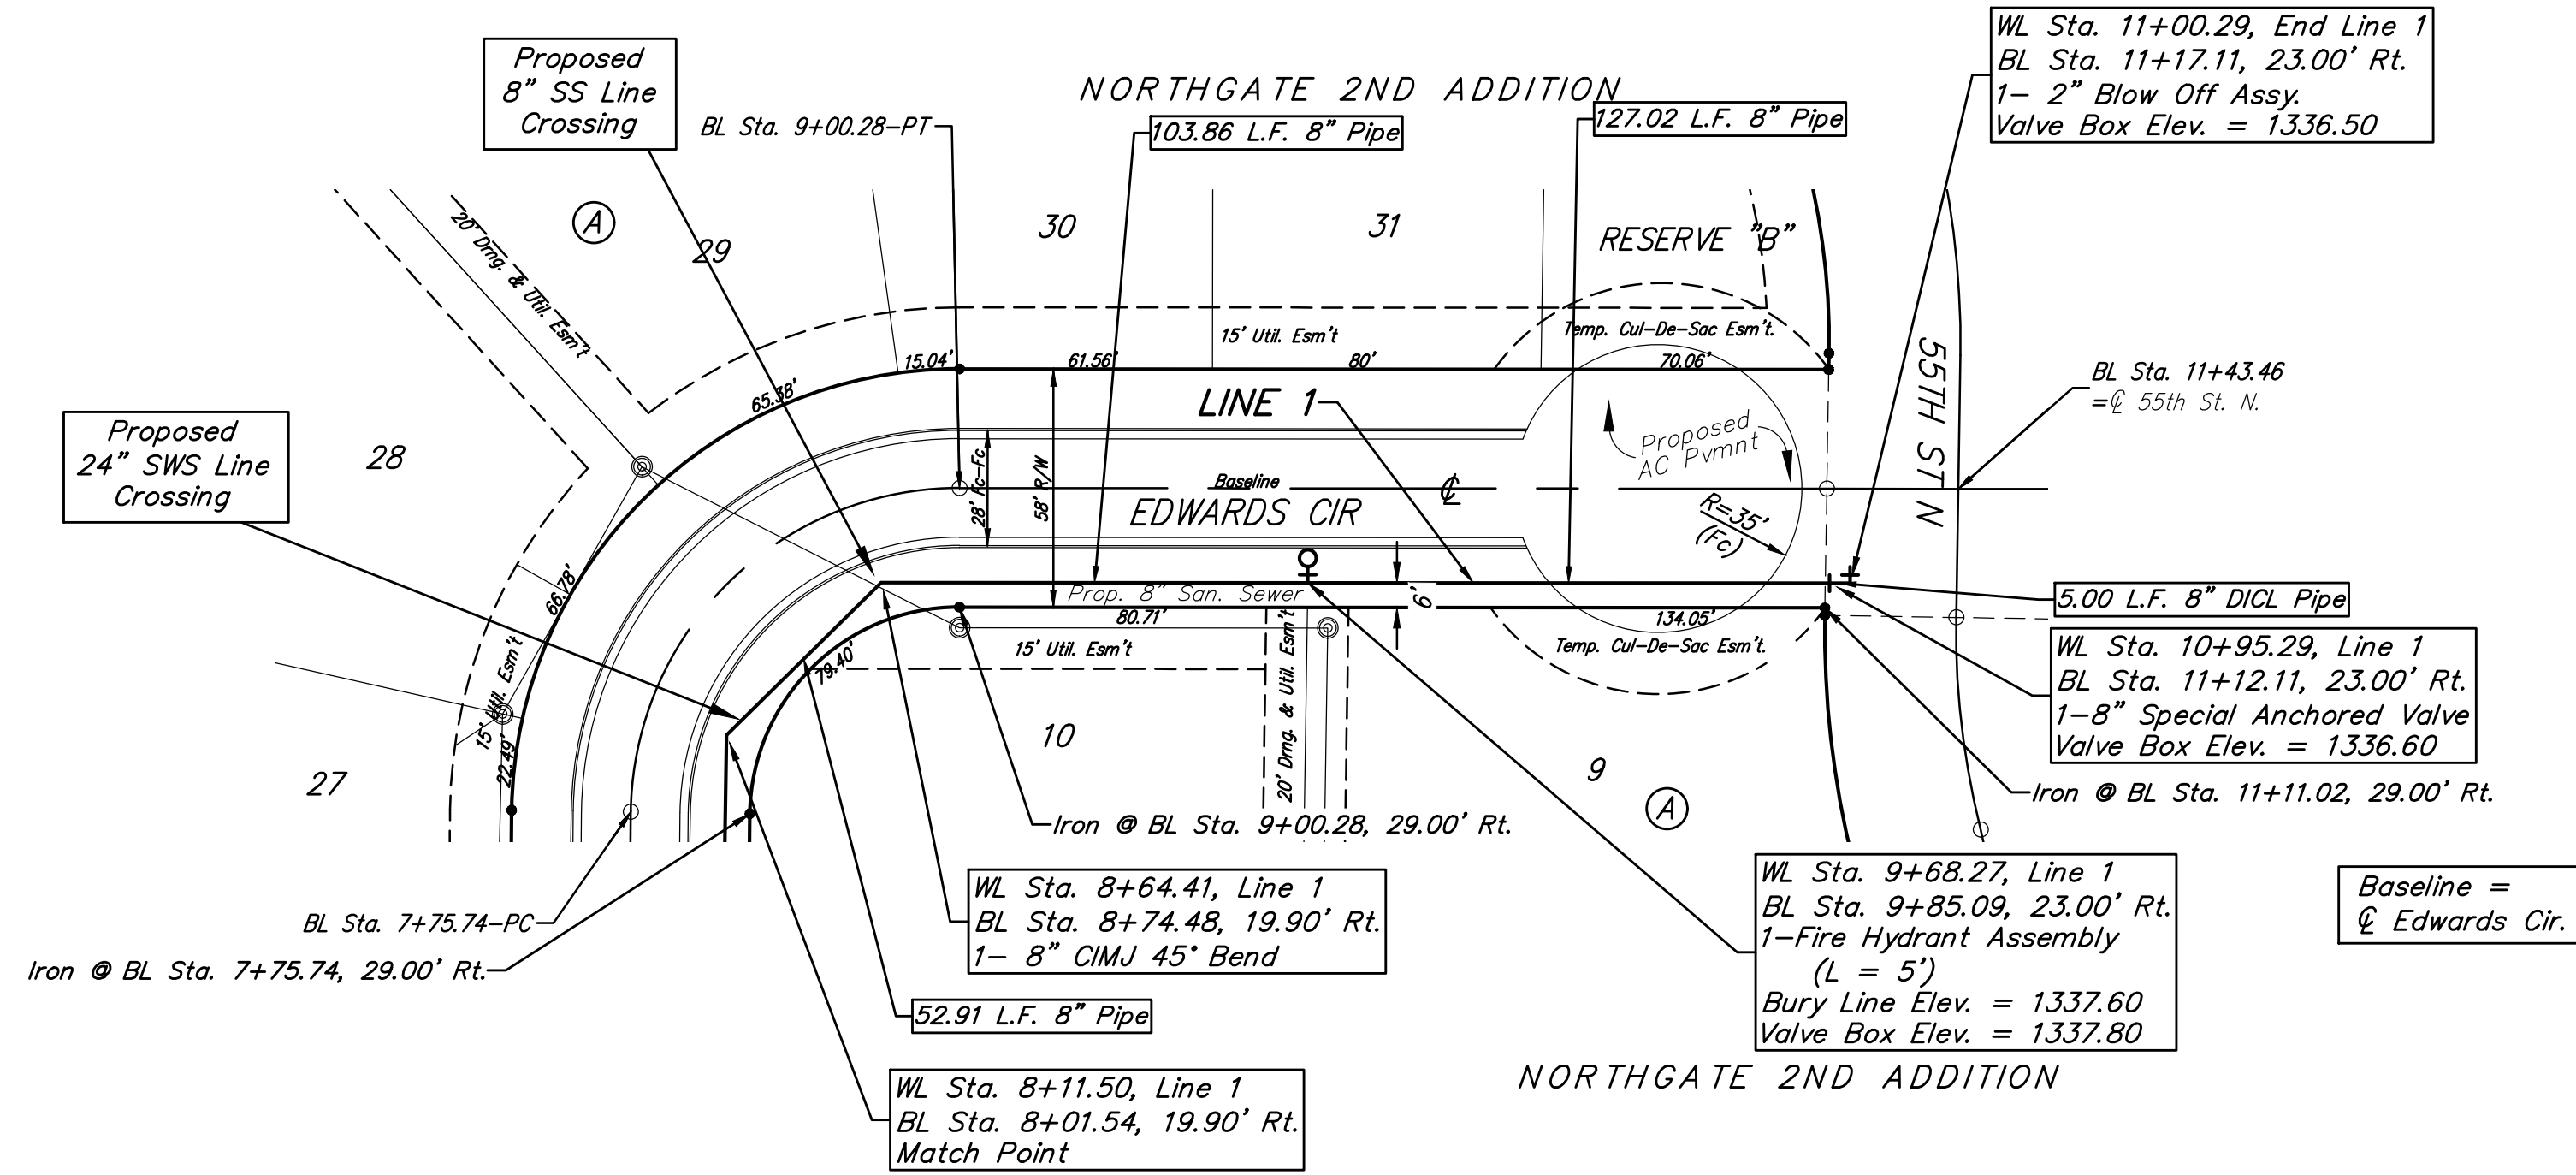 WL Sta. 11+00.29, End Line 1
BL Sta. 11+17.11, 23.00' Rt.
1- 2" Blow Off Assy.
Valve Box Elev. = 1336.50
Proposed
8" SS Line
Crossing
NORTHGATE 2ND ADDITION
BL Sta. 9+00.28-PT
103.86 L.F. 8" Pipe
127.02 L.F. 8" Pipe
20' Drng. & Util. Esm't
A
29
30
31
RESERVE "B"
15' Util. Esm't
Temp. Cul-De-Sac Esm't.
15.04'
61.56'
80'
70.06'
65.38'
LINE 1
55TH ST N
BL Sta. 11+43.46
=℄ 55th St. N.
Proposed
24" SWS Line
Crossing
28
28' Fc-Fc
58' R/W
Baseline
℄
EDWARDS CIR
Proposed
AC Pvmnt
R=35'
(Fc)
66.78'
Prop. 8" San. Sewer
6'
5.00 L.F. 8" DICL Pipe
80.71'
134.05'
15' Util. Esm't
Temp. Cul-De-Sac Esm't.
79.40'
15' Util. Esm't
22.49'
20' Drng. & Util. Esm't
WL Sta. 10+95.29, Line 1
BL Sta. 11+12.11, 23.00' Rt.
1-8" Special Anchored Valve
Valve Box Elev. = 1336.60
27
10
9
A
Iron @ BL Sta. 11+11.02, 29.00' Rt.
Iron @ BL Sta. 9+00.28, 29.00' Rt.
BL Sta. 7+75.74-PC
Iron @ BL Sta. 7+75.74, 29.00' Rt.
WL Sta. 8+64.41, Line 1
BL Sta. 8+74.48, 19.90' Rt.
1- 8" CIMJ 45° Bend
52.91 L.F. 8" Pipe
WL Sta. 9+68.27, Line 1
BL Sta. 9+85.09, 23.00' Rt.
1-Fire Hydrant Assembly
(L = 5')
Bury Line Elev. = 1337.60
Valve Box Elev. = 1337.80
Baseline =
℄ Edwards Cir.
WL Sta. 8+11.50, Line 1
BL Sta. 8+01.54, 19.90' Rt.
Match Point
NORTHGATE 2ND ADDITION